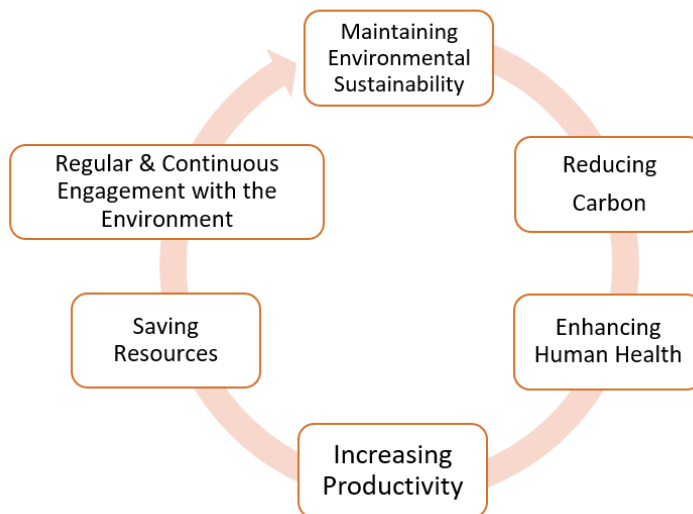 Maintaining
Environmental
Sustainability
Reducing
Carbon
Enhancing
Human Health
Increasing
Productivity
Saving
Resources
Regular & Continuous
Engagement with the
Environment